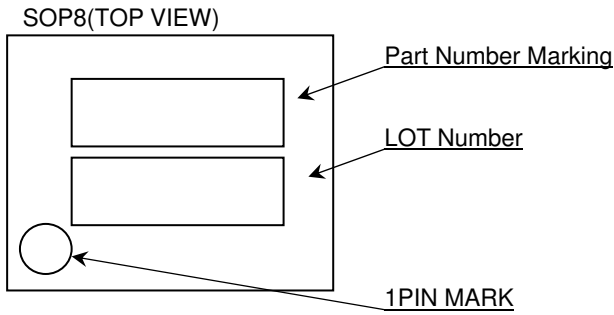 SOP8(TOP VIEW)
Part Number Marking
LOT Number
1PIN MARK